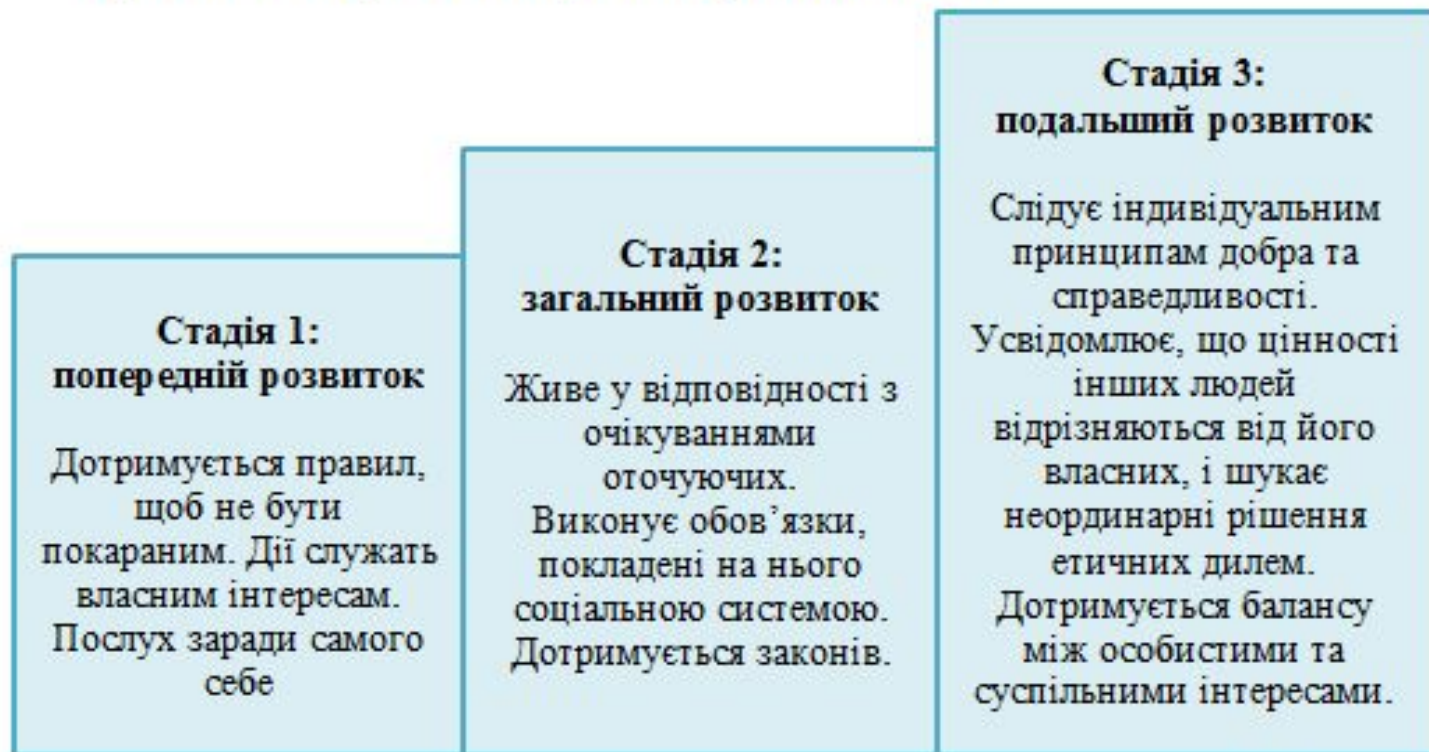 Стадія 1:
попередній розвиток
Дотримується правил,
щоб не бути
покараним. Дії служать
власним інтересам.
Послух заради самого
себе
Стадія 2:
загальний розвиток
Живе у відповідності з
очікуваннями
оточуючих.
Виконує обов’язки,
покладені на нього
соціальною системою.
Дотримується законів.
Стадія 3:
подальший розвиток
Слідує індивідуальним
принципам добра та
справедливості.
Усвідомлює, що цінності
інших людей
відрізняються від його
власних, і шукає
неординарні рішення
етичних дилем.
Дотримується балансу
між особистими та
суспільними інтересами.